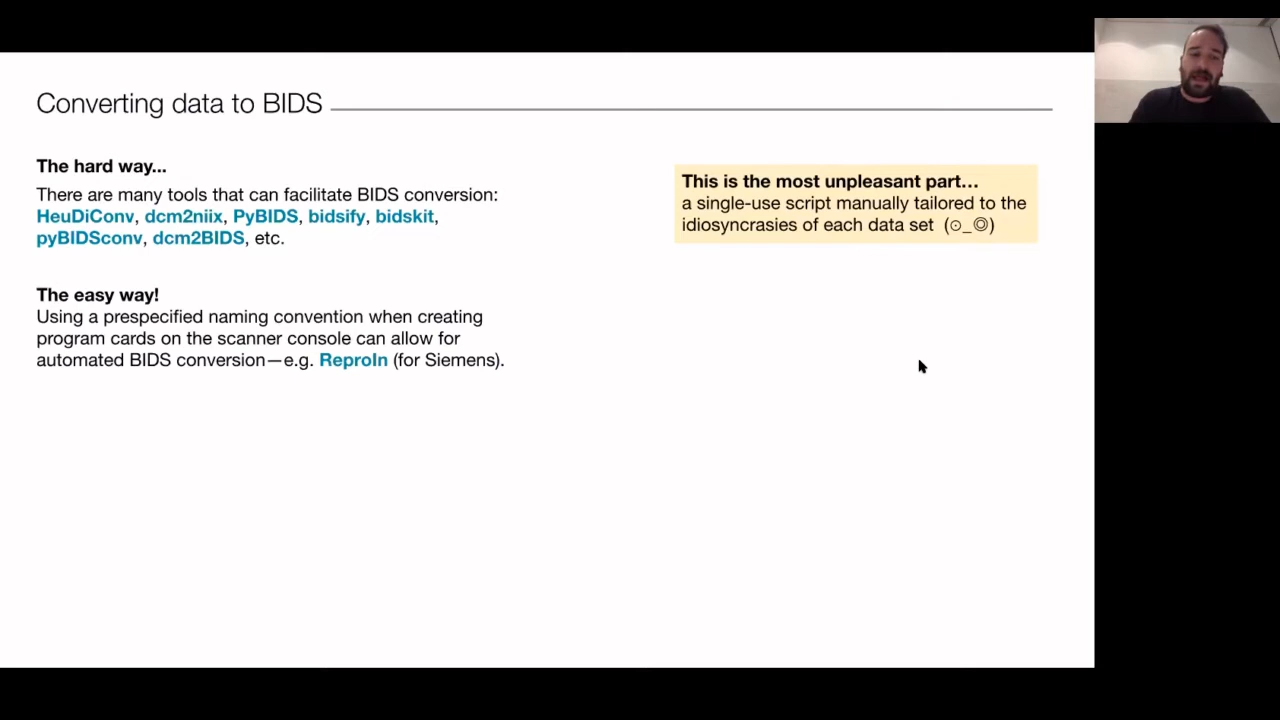 Converting data to BIDS
The hard way...
There are many tools that can facilitate BIDS conversion:
HeuDiConv, dcm2niix, PyBIDS, bidsify, bidskit,
pyBIDSconv, dcm2BIDS, etc.
This is the most unpleasant part...
a single-use script manually tailored to the
idiosyncrasies of each data set (⊙_◎)
The easy way!
Using a prespecified naming convention when creating
program cards on the scanner console can allow for
automated BIDS conversion—e.g. ReproIn (for Siemens).